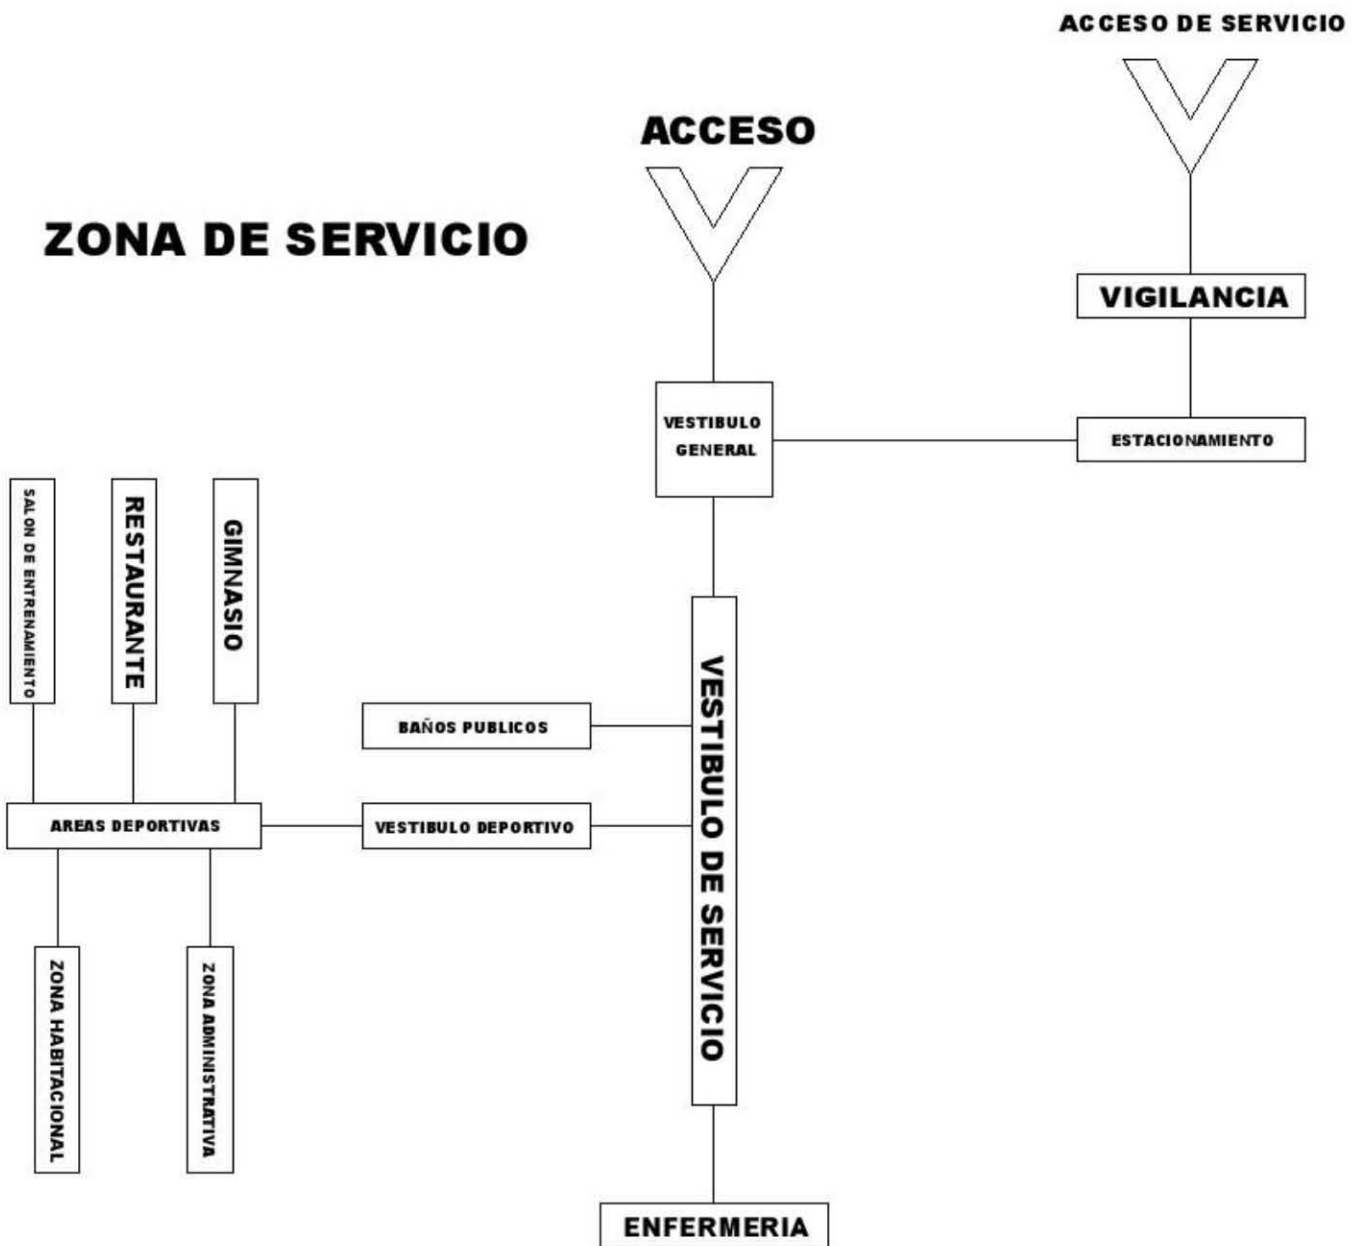 ACCESO DE SERVICIO
ACCESO
ZONA DE SERVICIO
VIGILANCIA
VESTIBULO
GENERAL
ESTACIONAMIENTO
SALON DE ENTRENAMIENTO
RESTAURANTE
GIMNASIO
VESTIBULO DE SERVICIO
BAÑOS PUBLICOS
AREAS DEPORTIVAS
VESTIBULO DEPORTIVO
ZONA HABITACIONAL
ZONA ADMINISTRATIVA
ENFERMERIA